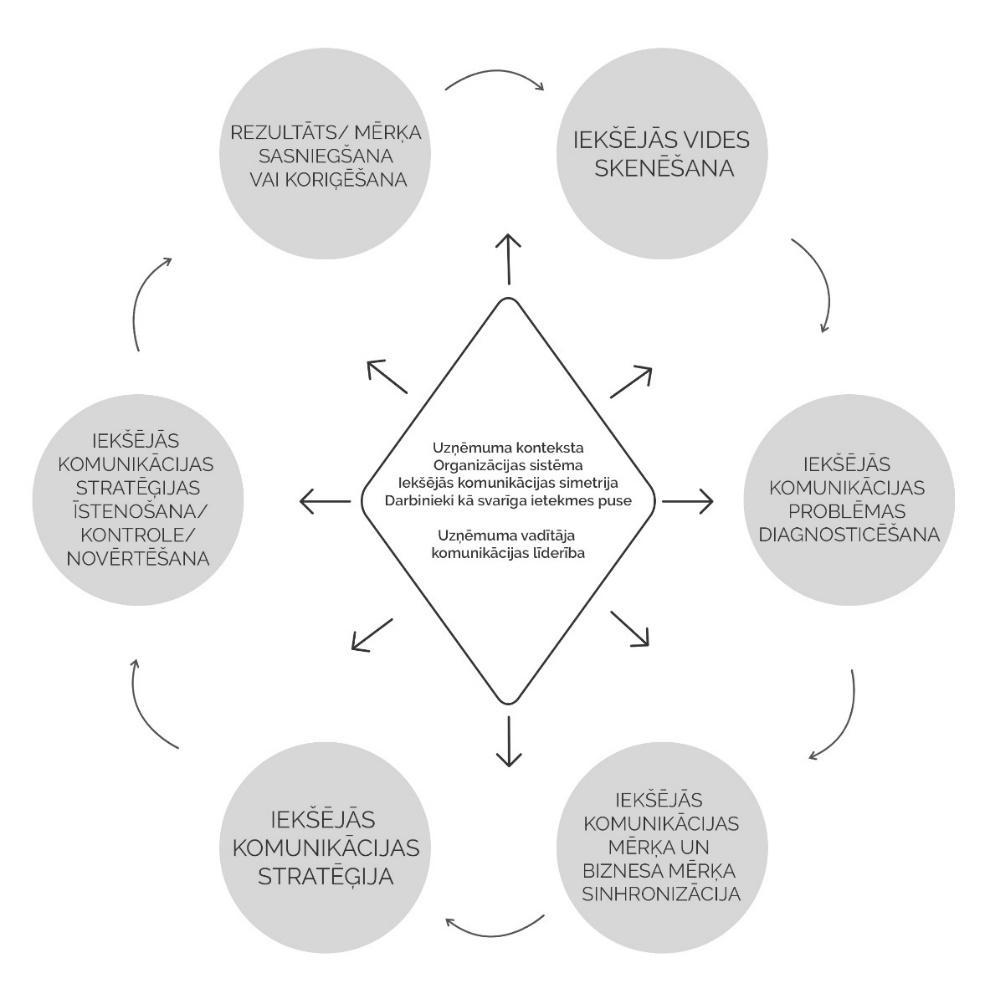 REZULTĀTS/ MĒRĶA
SASNIEGŠANA
VAI KORIĢĒŠANA
IEKŠĒJĀS VIDES
SKENĒŠANA
IEKŠĒJĀS
KOMUNIKĀCIJAS
PROBLĒMAS
DIAGNOSTICĒŠANA
IEKŠĒJĀS
KOMUNIKĀCIJAS
MĒRĶA UN
BIZNESA MĒRĶA
SINHRONIZĀCIJA
IEKŠĒJĀS
KOMUNIKĀCIJAS
STRATĒĢIJA
IEKŠĒJĀS
KOMUNIKĀCIJAS
STRATĒĢIJAS
ĪSTENOŠANA/
KONTROLE/
NOVĒRTĒŠANA
Uzņēmuma konteksta
Organizācijas sistēma
Iekšējās komunikācijas simetrija
Darbinieki kā svarīga ietekmes puse
Uzņēmuma vadītāja
komunikācijas līderība